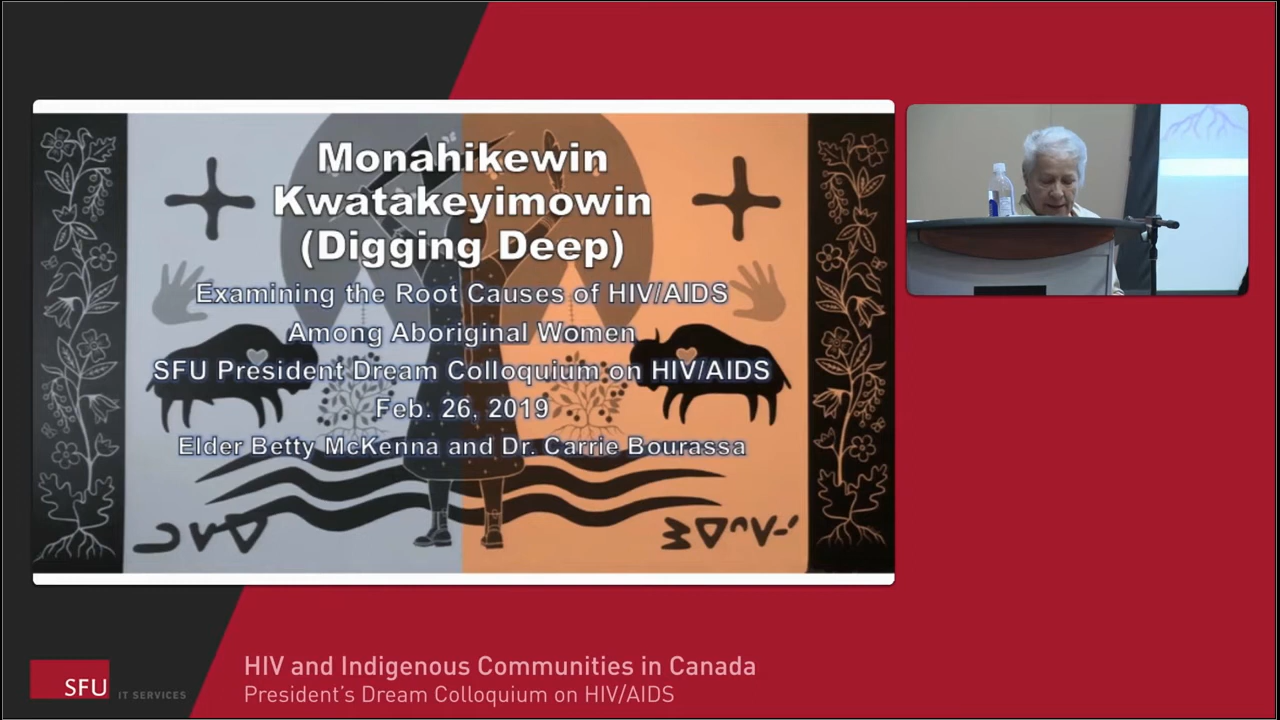 Monahikewin
Kwatakeyimowin
(Digging Deep)
Examining the Root Causes of HIV/AIDS
Among Aboriginal Women
SFU President Dream Colloquium on HIV/AIDS
Feb. 26, 2019
Elder Betty McKenna and Dr. Carrie Bourassa
SFU IT SERVICES
HIV and Indigenous Communities in Canada
President's Dream Colloquium on HIV/AIDS